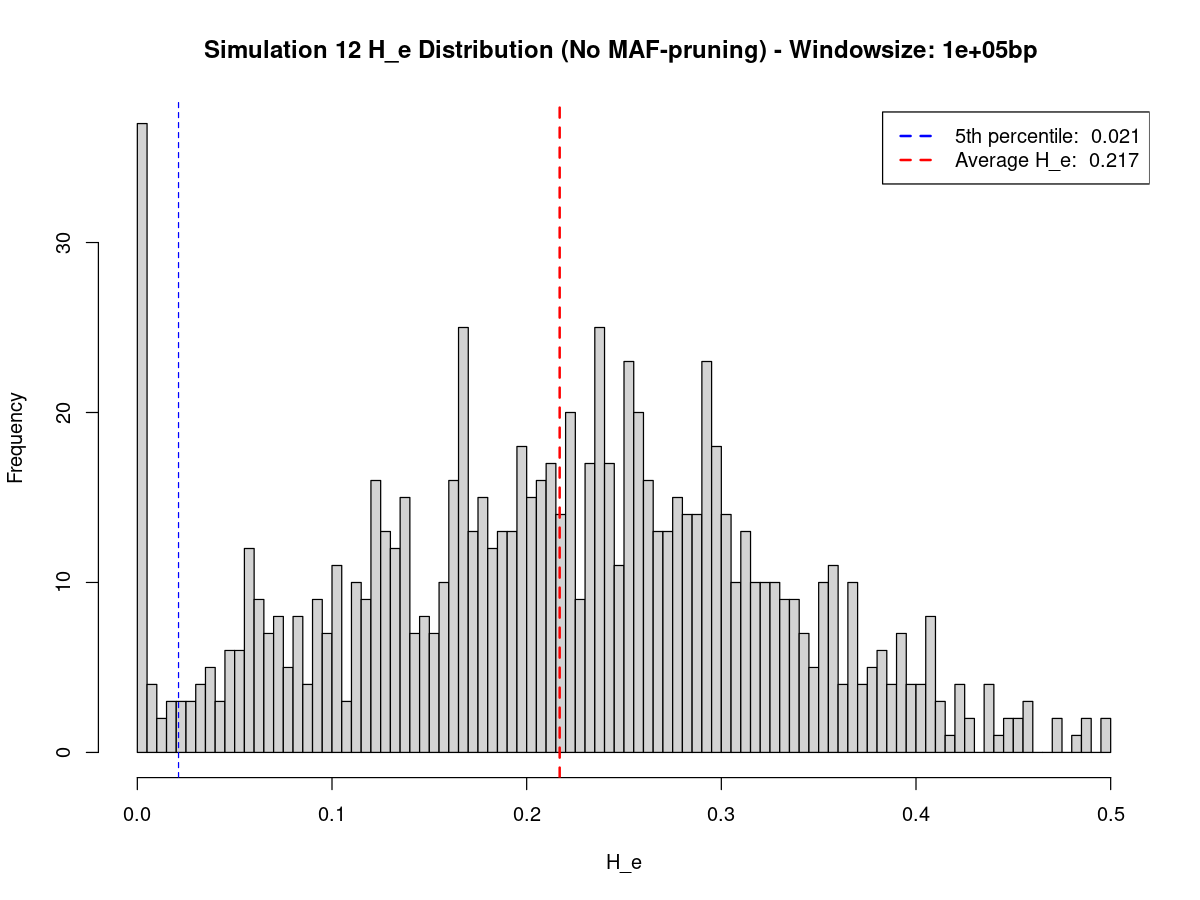 Simulation 12 H_e Distribution (No MAF-pruning) - Windowsize: 1e+05bp
5th percentile: 0.021
Average H_e: 0.217
Frequency
30
20
10
0
0.0 0.1 0.2 0.3 0.4 0.5
H_e